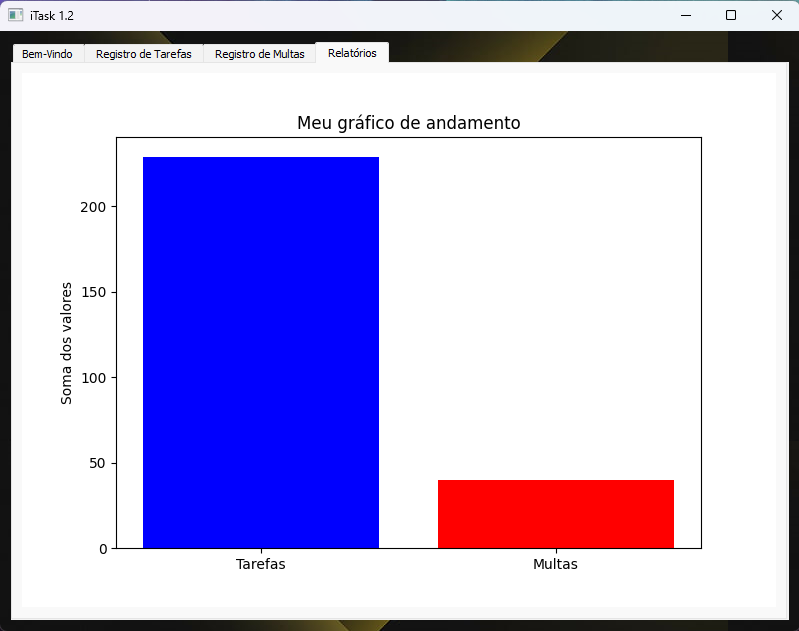 iTask 1.2
Bem-Vindo Registro de Tarefas Registro de Multas Relatórios
Meu gráfico de andamento
Soma dos valores
200
150
100
50
0
Tarefas Multas